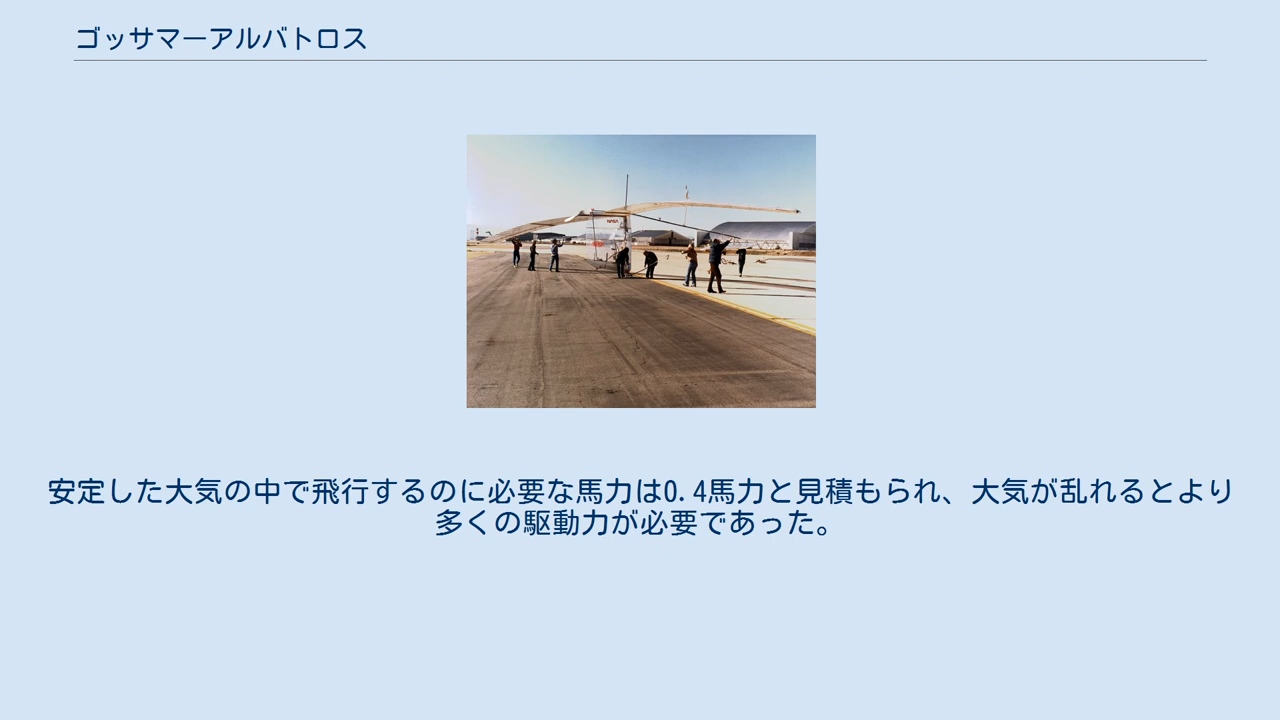 ゴッサマーアルバトロス
安定した大気の中で飛行するのに必要な馬力は0.4馬力と見積もられ、大気が乱れるとより
多くの駆動力が必要であった。